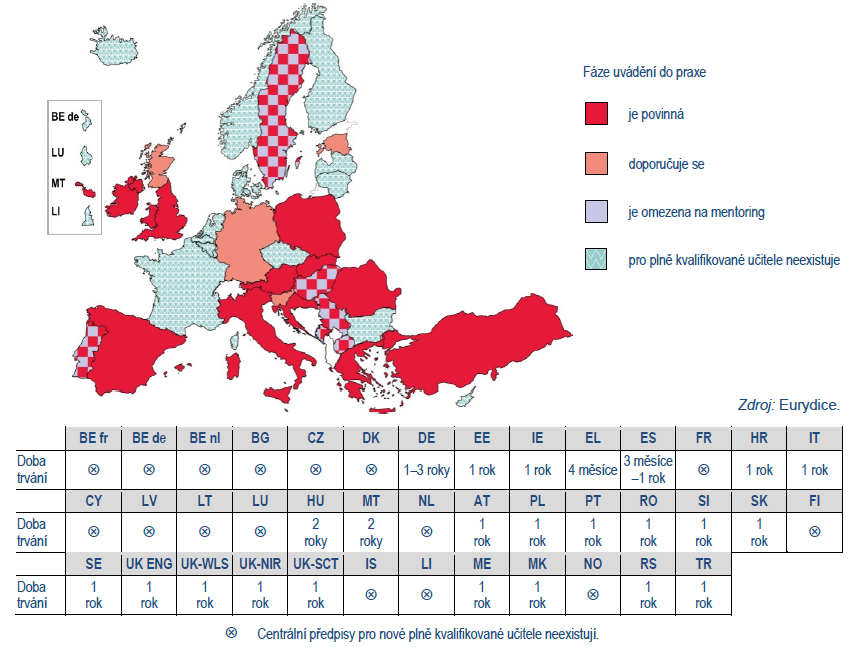 BE de
LU
MT
LI
Fáze uvádění do praxe
je povinná
doporučuje se
je omezena na mentoring
pro plně kvalifikované učitele neexistuje
Zdroj: Eurydice.
BE fr BE de BE nl BG CZ DK DE EE IE EL ES FR HR IT
Doba trvání ⊗ ⊗ ⊗ ⊗ ⊗ ⊗ 1–3 roky 1 rok 1 rok 4 měsíce 3 měsíce –1 rok ⊗ 1 rok 1 rok
CY LV LT LU HU MT NL AT PL PT RO SI SK FI
Doba trvání ⊗ ⊗ ⊗ ⊗ 2 roky 2 roky ⊗ 1 rok 1 rok 1 rok 1 rok 1 rok 1 rok ⊗
SE UK ENG UK-WLS UK-NIR UK-SCT IS LI ME MK NO RS TR
Doba trvání 1 rok 1 rok 1 rok 1 rok 1 rok ⊗ ⊗ 1 rok 1 rok ⊗ 1 rok 1 rok
⊗ Centrální předpisy pro nové plně kvalifikované učitele neexistují.